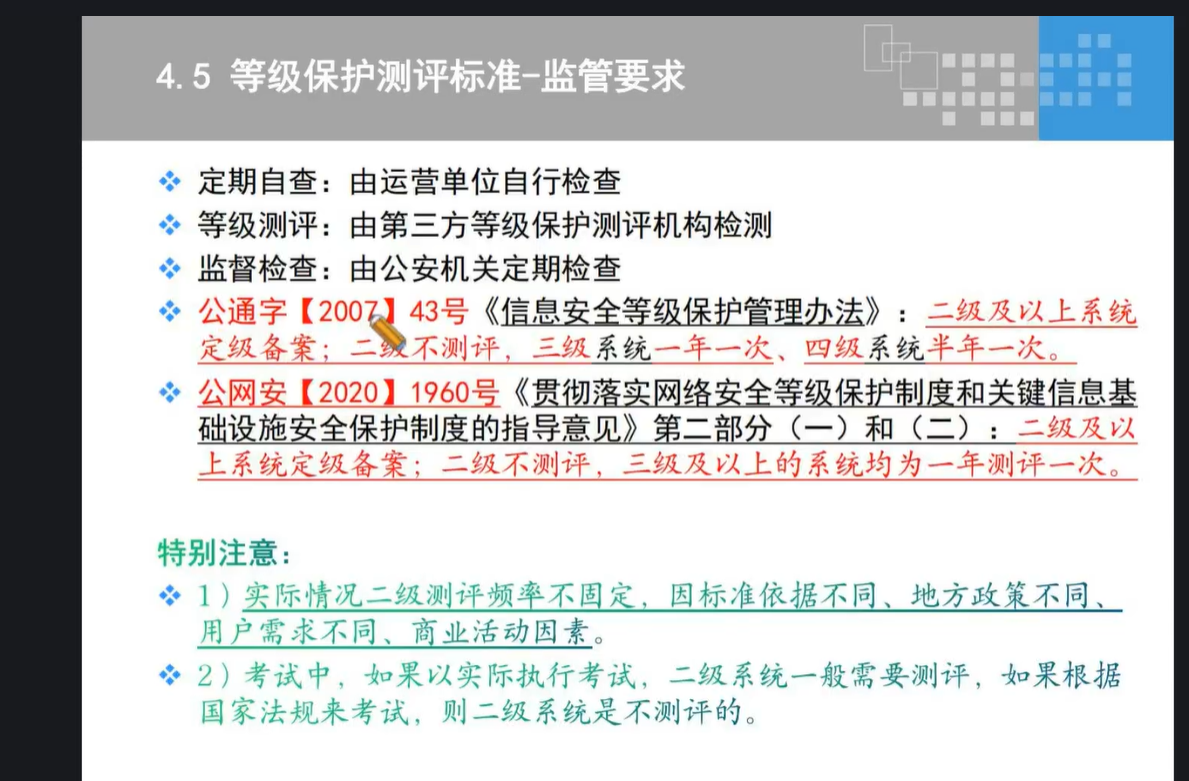 4.5 等级保护测评标准-监管要求
定期自查：由运营单位自行检查
等级测评：由第三方等级保护测评机构检测
监督检查：由公安机关定期检查
公通字【2007】43号《信息安全等级保护管理办法》：二级及以上系统
定级备案；二级不测评，三级系统一年一次、四级系统半年一次。
公网安【2020】1960号《贯彻落实网络安全等级保护制度和关键信息基
础设施安全保护制度的指导意见》第二部分（一）和（二）：二级及以
上系统定级备案；二级不测评，三级及以上的系统均为一年测评一次。
特别注意：
1）实际情况二级测评频率不固定，因标准依据不同、地方政策不同、
用户需求不同、商业活动因素。
2）考试中，如果以实际执行考试，二级系统一般需要测评，如果根据
国家法规来考试，则二级系统是不测评的。